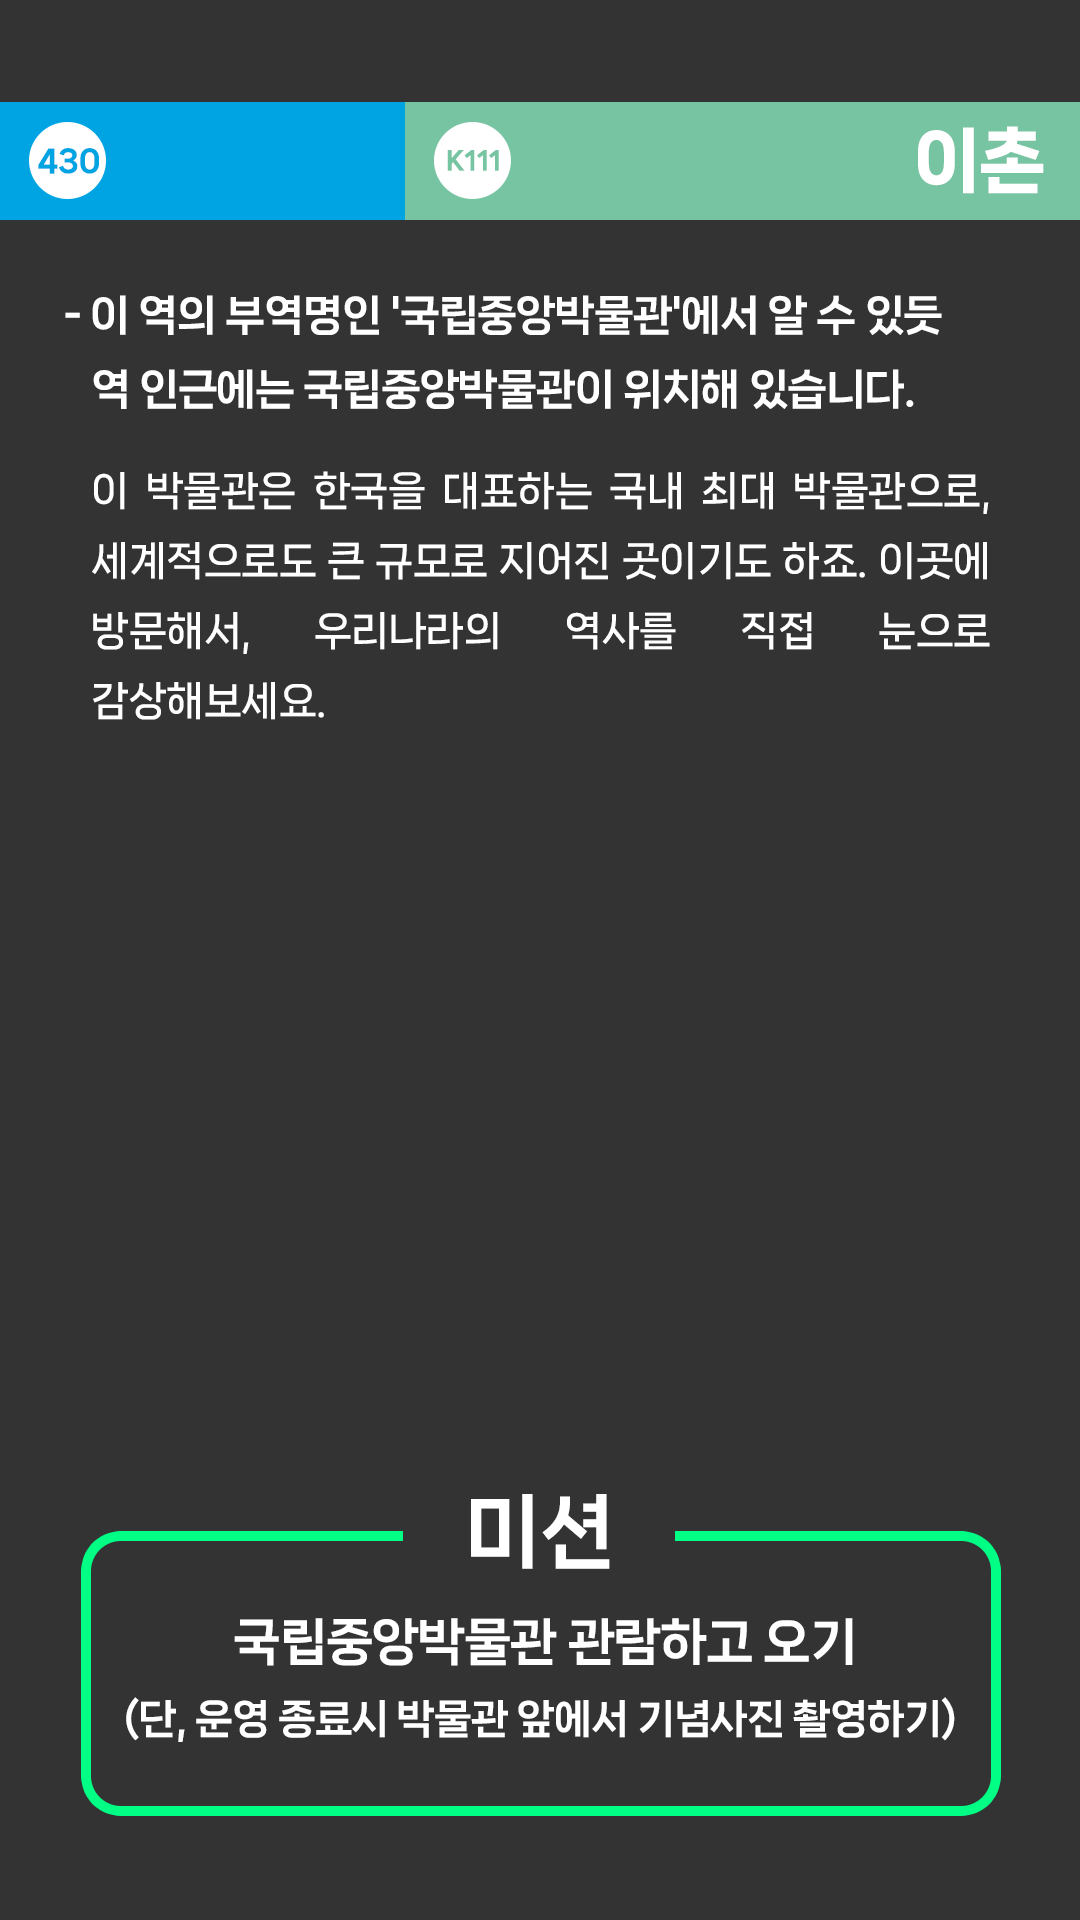 430 K111 이촌
- 이 역의 부역명인 '국립중앙박물관'에서 알 수 있듯
역 인근에는 국립중앙박물관이 위치해 있습니다.
이 박물관은 한국을 대표하는 국내 최대 박물관으로,
세계적으로도 큰 규모로 지어진 곳이기도 하죠. 이곳에
방문해서, 우리나라의 역사를 직접 눈으로
감상해보세요.
미션
국립중앙박물관 관람하고 오기
(단, 운영 종료시 박물관 앞에서 기념사진 촬영하기)